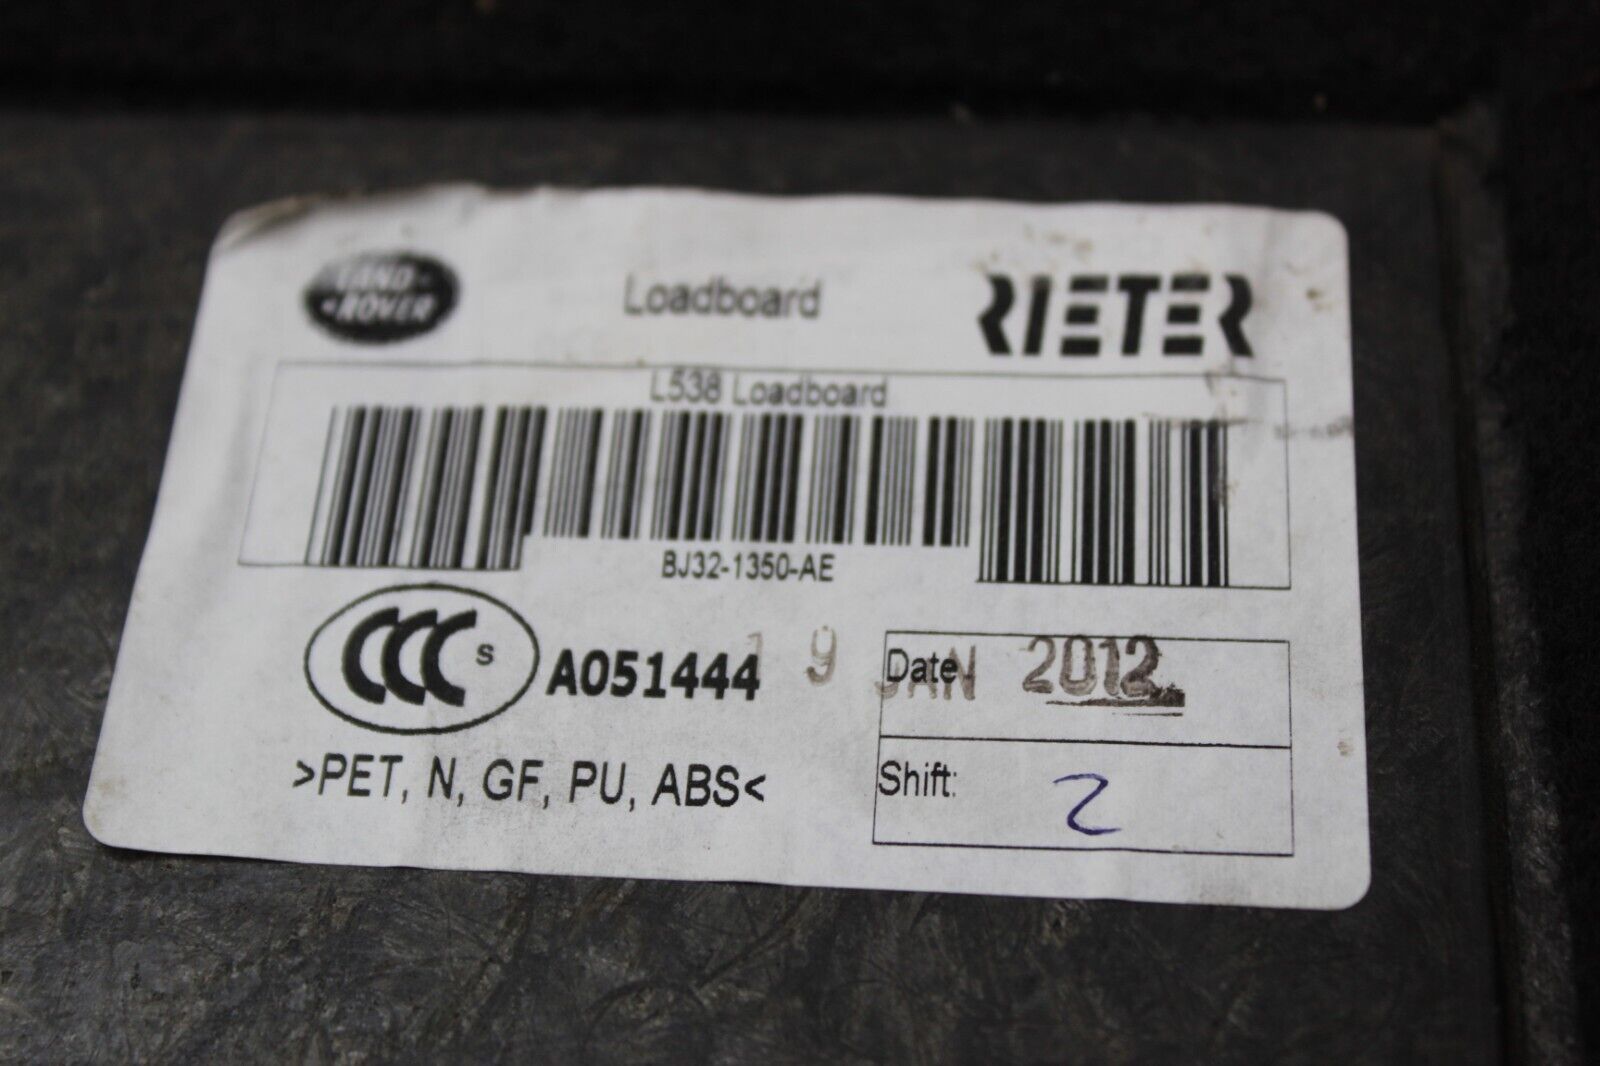 LAND-
-ROVER
Loadboard
RIETER
L538 Loadboard
BJ32-1350-AE
CCC S A051444
19 JAN 2012
Date
>PET, N, GF, PU, ABS<
Shift: 2